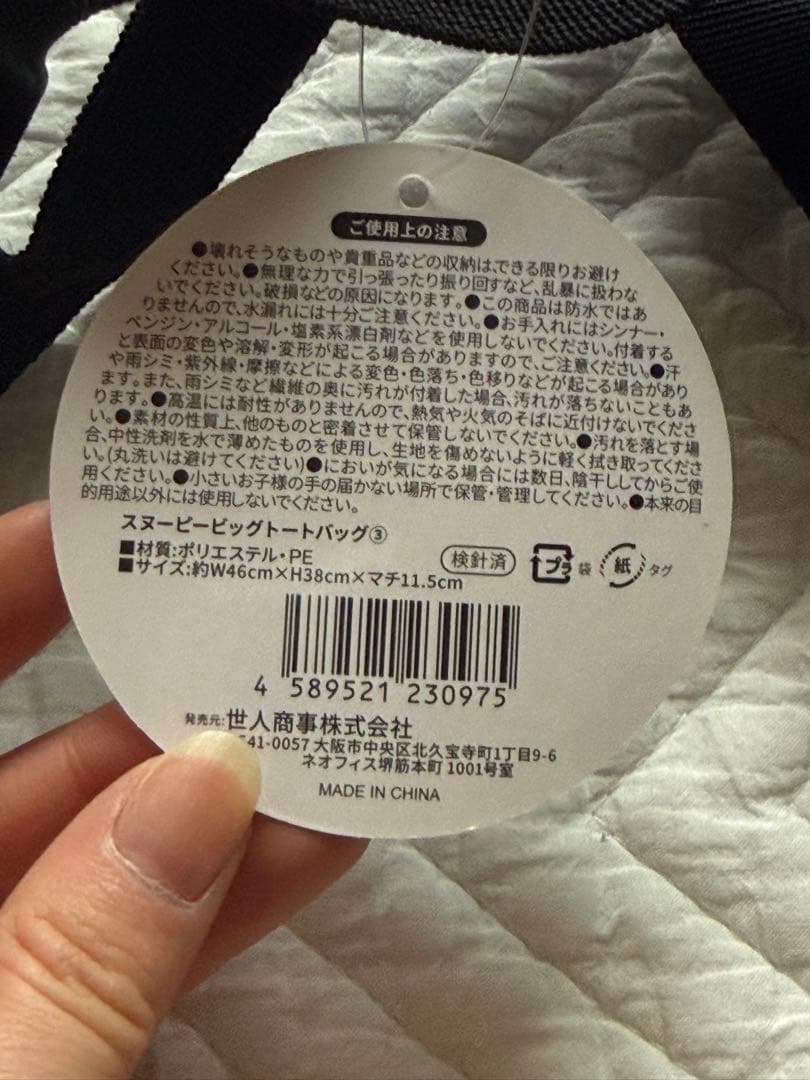 ご使用上の注意
●壊れそうなものや貴重品などの収納は、できる限りお避け
ください。●無理な力で引っ張ったり振り回すなど、乱暴に扱わな
いでください。破損などの原因になります。●この商品は防水ではあ
りませんので、水漏れには十分ご注意ください。●お手入れにはシンナー・
ベンジン・アルコール・塩素系漂白剤などを使用しないでください。付着する
と表面の変色や溶解・変形が起こる場合がありますので、ご注意ください。●汗
や雨シミ・紫外線・摩擦などによる変色・色落ち・色移りなどが起こる場合があり
ます。また、雨シミなど繊維の奥に汚れが付着した場合、汚れが落ちないこともあ
ります。●高温には耐性がありませんので、熱気や火気のそばに近付けないでくださ
い。●素材の性質上、他のものと密着させて保管しないでください。●汚れを落とす場
合、中性洗剤を水で薄めたものを使用し、生地を傷めないように軽く拭き取ってくださ
い。(丸洗いは避けてください)●においが気になる場合には数日、陰干ししてからご使
用ください。●小さいお子様の手の届かない場所で保管・管理してください。●本来の目
的用途以外には使用しないでください。
スヌーピービッグトートバッグ③
■材質:ポリエステル・PE
■サイズ:約W46cm×H38cm×マチ11.5cm
検針済
プラ 袋 紙 タグ
4 589521 230975
発売元:世人商事株式会社
541-0057 大阪市中央区北久宝寺町1丁目9-6
ネオフィス堺筋本町 1001号室
MADE IN CHINA